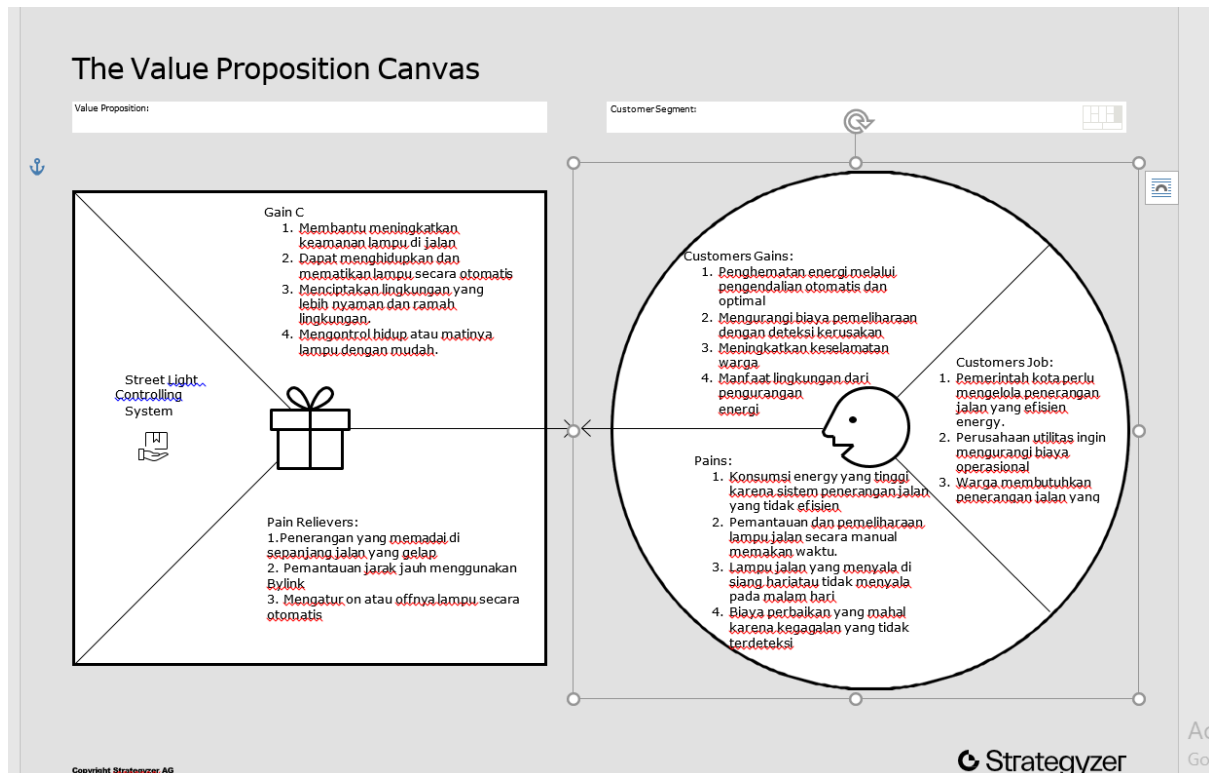 The Value Proposition Canvas
Value Proposition:
Customer Segment:
Gain C
1. Membantu meningkatkan
keamanan lampu di jalan
2. Dapat menghidupkan dan
mematikan lampu secara otomatis
3. Menciptakan lingkungan yang
lebih nyaman dan ramah
lingkungan.
4. Mengontrol hidup atau matinya
lampu dengan mudah.
Street Light
Controlling
System
Pain Relievers:
1.Penerangan yang memadai di
sepanjang jalan yang gelap
2. Pemantauan jarak jauh menggunakan
Bylink
3. Mengatur on atau offnya lampu secara
otomatis
Customers Gains:
1. Penghematan energi melalui
pengendalian otomatis dan
optimal
2. Mengurangi biaya pemeliharaan
dengan deteksi kerusakan
3. Meningkatkan keselamatan
warga
4. Manfaat lingkungan dari
pengurangan
energi
Customers Job:
1. Pemerintah kota perlu
mengelola penerangan
jalan yang efisien
energy.
2. Perusahaan utilitas ingin
mengurangi biaya
operasional
3. Warga membutuhkan
penerangan jalan yang
Pains:
1. Konsumsi energy yang tinggi
karena sistem penerangan jalan
yang tidak efisien
2. Pemantauan dan pemeliharaan
lampu jalan secara manual
memakan waktu.
3. Lampu jalan yang menyala di
siang hariatau tidak menyala
pada malam hari
4. Biaya perbaikan yang mahal
karena kegagalan yang tidak
terdeteksi
Copyright Strategyzer AG
Strategyzer